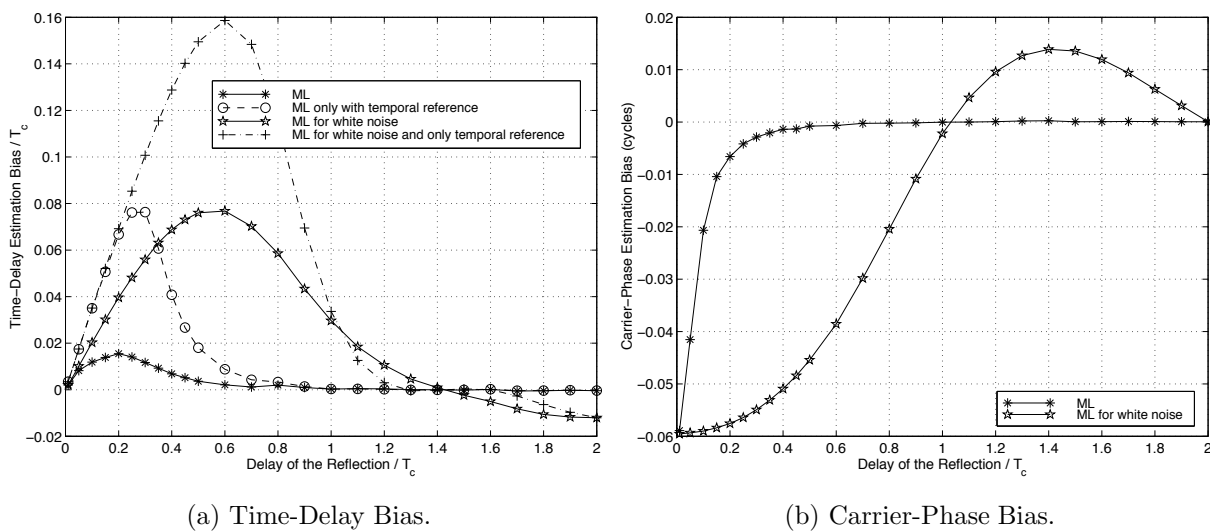 0.16
0.14
0.12
0.1
0.08
0.06
0.04
0.02
0
−0.02
Time−Delay Estimation Bias / T_c
ML
ML only with temporal reference
ML for white noise
ML for white noise and only temporal reference
0 0.2 0.4 0.6 0.8 1.0 1.2 1.4 1.6 1.8 2
Delay of the Reflection / T_c
(a) Time-Delay Bias.
0.02
0.01
0
−0.01
−0.02
−0.03
−0.04
−0.05
−0.06
Carrier−Phase Estimation Bias (cycles)
ML
ML for white noise
0 0.2 0.4 0.6 0.8 1.0 1.2 1.4 1.6 1.8 2
Delay of the Reflection / T_c
(b) Carrier-Phase Bias.